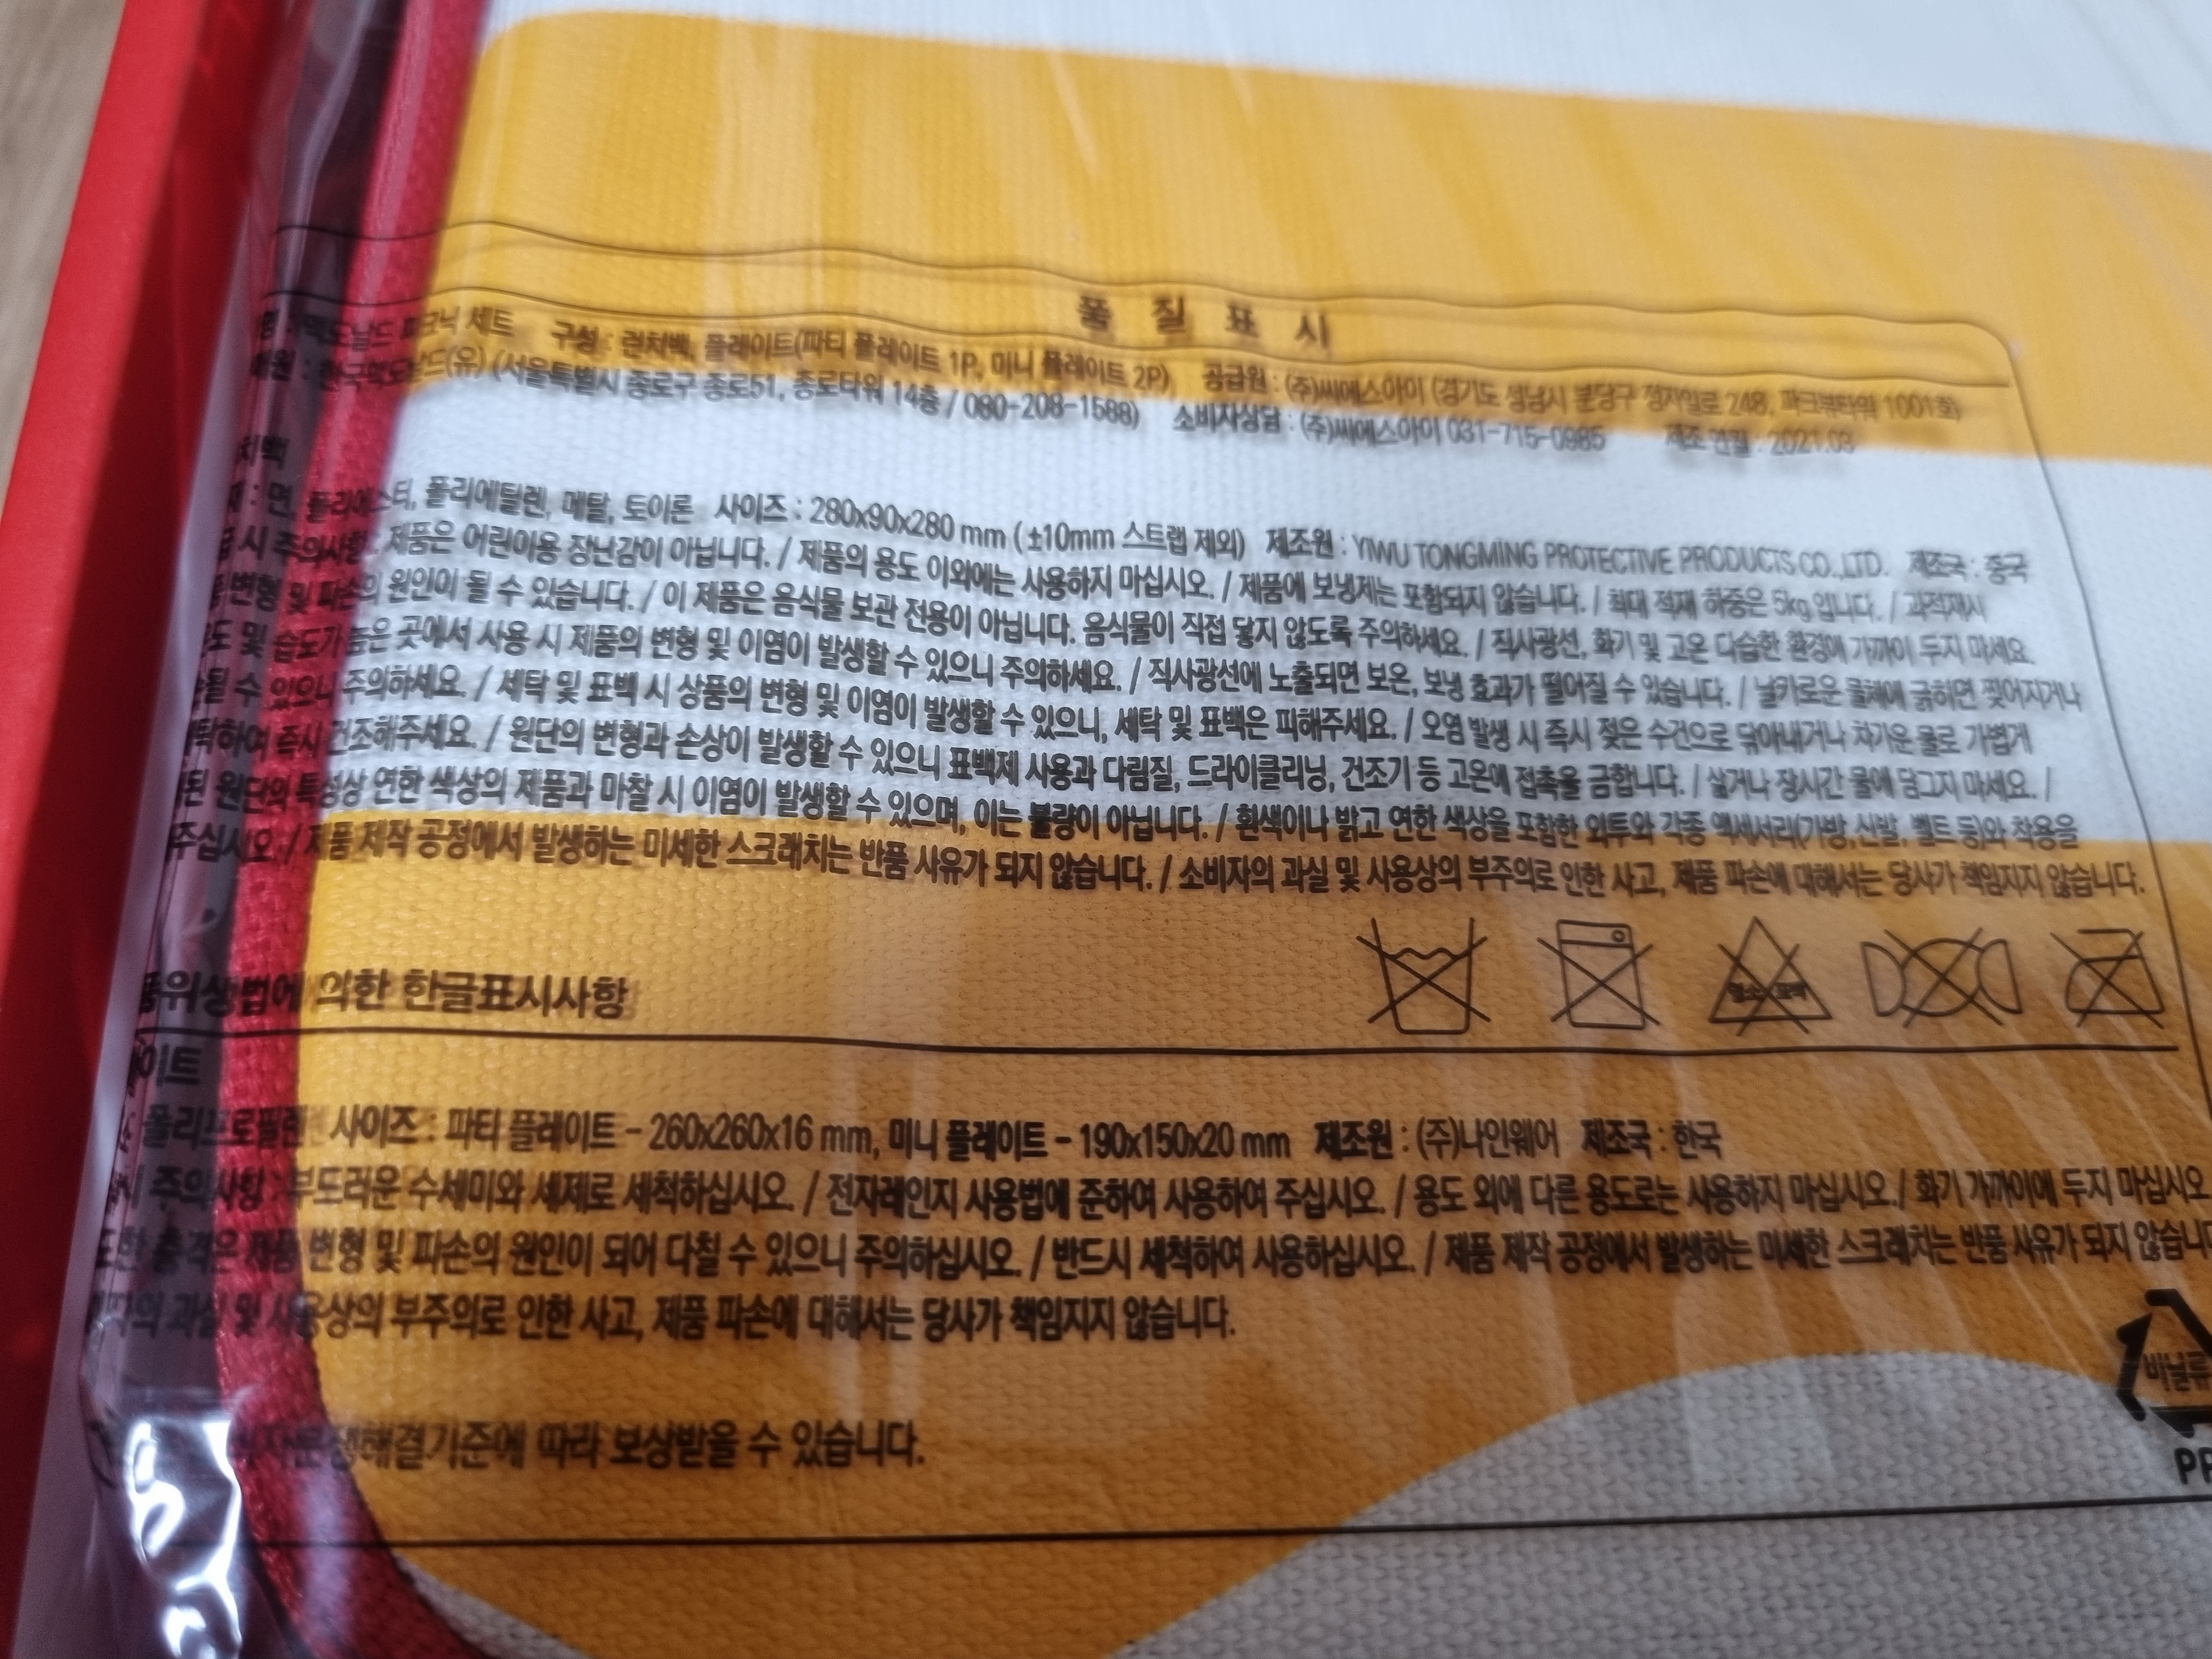 품 질 표 시
맥도날드 피크닉 세트 구성 : 런치백, 플레이트(파티 플레이트 1P, 미니 플레이트 2P) 공급원 : (주)씨에스아이 (경기도 성남시 분당구 정자일로 248, 파크뷰타워 1001호)
원 : 한국맥도날드(유) (서울특별시 종로구 종로51, 종로타워 14층 / 080-208-1588) 소비자상담 : (주)씨에스아이 031-715-0985 제조연월 : 2021.03
치백
재 : 면, 폴리에스터, 폴리에틸렌, 메탈, 토이론 사이즈 : 280x90x280 mm (±10mm 스트랩 제외) 제조원 : YIWU TONGMING PROTECTIVE PRODUCTS CO.,LTD. 제조국 : 중국
급 시 주의사항 : 제품은 어린이용 장난감이 아닙니다. / 제품의 용도 이외에는 사용하지 마십시오. / 제품에 보냉제는 포함되지 않습니다. / 최대 적재 하중은 5kg 입니다. / 과적재시
변형 및 파손의 원인이 될 수 있습니다. / 이 제품은 음식물 보관 전용이 아닙니다. 음식물이 직접 닿지 않도록 주의하세요. / 직사광선, 화기 및 고온 다습한 환경에 가까이 두지 마세요.
도 및 습도가 높은 곳에서 사용 시 제품의 변형 및 이염이 발생할 수 있으니 주의하세요. / 직사광선에 노출되면 보온, 보냉 효과가 떨어질 수 있습니다. / 날카로운 물체에 긁히면 찢어지거나
될 수 있으니 주의하세요. / 세탁 및 표백 시 상품의 변형 및 이염이 발생할 수 있으니, 세탁 및 표백은 피해주세요. / 오염 발생 시 즉시 젖은 수건으로 닦아내거나 차가운 물로 가볍게
탁하여 즉시 건조해주세요. / 원단의 변형과 손상이 발생할 수 있으니 표백제 사용과 다림질, 드라이클리닝, 건조기 등 고온에 접촉을 금합니다. / 삶거나 장시간 물에 담그지 마세요. /
된 원단의 특성상 연한 색상의 제품과 마찰 시 이염이 발생할 수 있으며, 이는 불량이 아닙니다. / 흰색이나 밝고 연한 색상을 포함한 외투와 각종 액세서리(가방,신발, 벨트 등)와 착용을
주십시오. / 제품 제작 공정에서 발생하는 미세한 스크래치는 반품 사유가 되지 않습니다. / 소비자의 과실 및 사용상의 부주의로 인한 사고, 제품 파손에 대해서는 당사가 책임지지 않습니다.
품위생법에 의한 한글표시사항
이트
폴리프로필렌 사이즈 : 파티 플레이트 - 260x260x16 mm, 미니 플레이트 - 190x150x20 mm 제조원 : (주)나인웨어 제조국 : 한국
주의사항 : 부드러운 수세미와 세제로 세척하십시오. / 전자레인지 사용법에 준하여 사용하여 주십시오. / 용도 외에 다른 용도로는 사용하지 마십시오. / 화기 가까이에 두지 마십시오.
도한 충격은 제품 변형 및 파손의 원인이 되어 다칠 수 있으니 주의하십시오. / 반드시 세척하여 사용하십시오. / 제품 제작 공정에서 발생하는 미세한 스크래치는 반품 사유가 되지 않습니다
자의 과실 및 사용상의 부주의로 인한 사고, 제품 파손에 대해서는 당사가 책임지지 않습니다.
비닐류
PP
자분쟁해결기준에 따라 보상받을 수 있습니다.